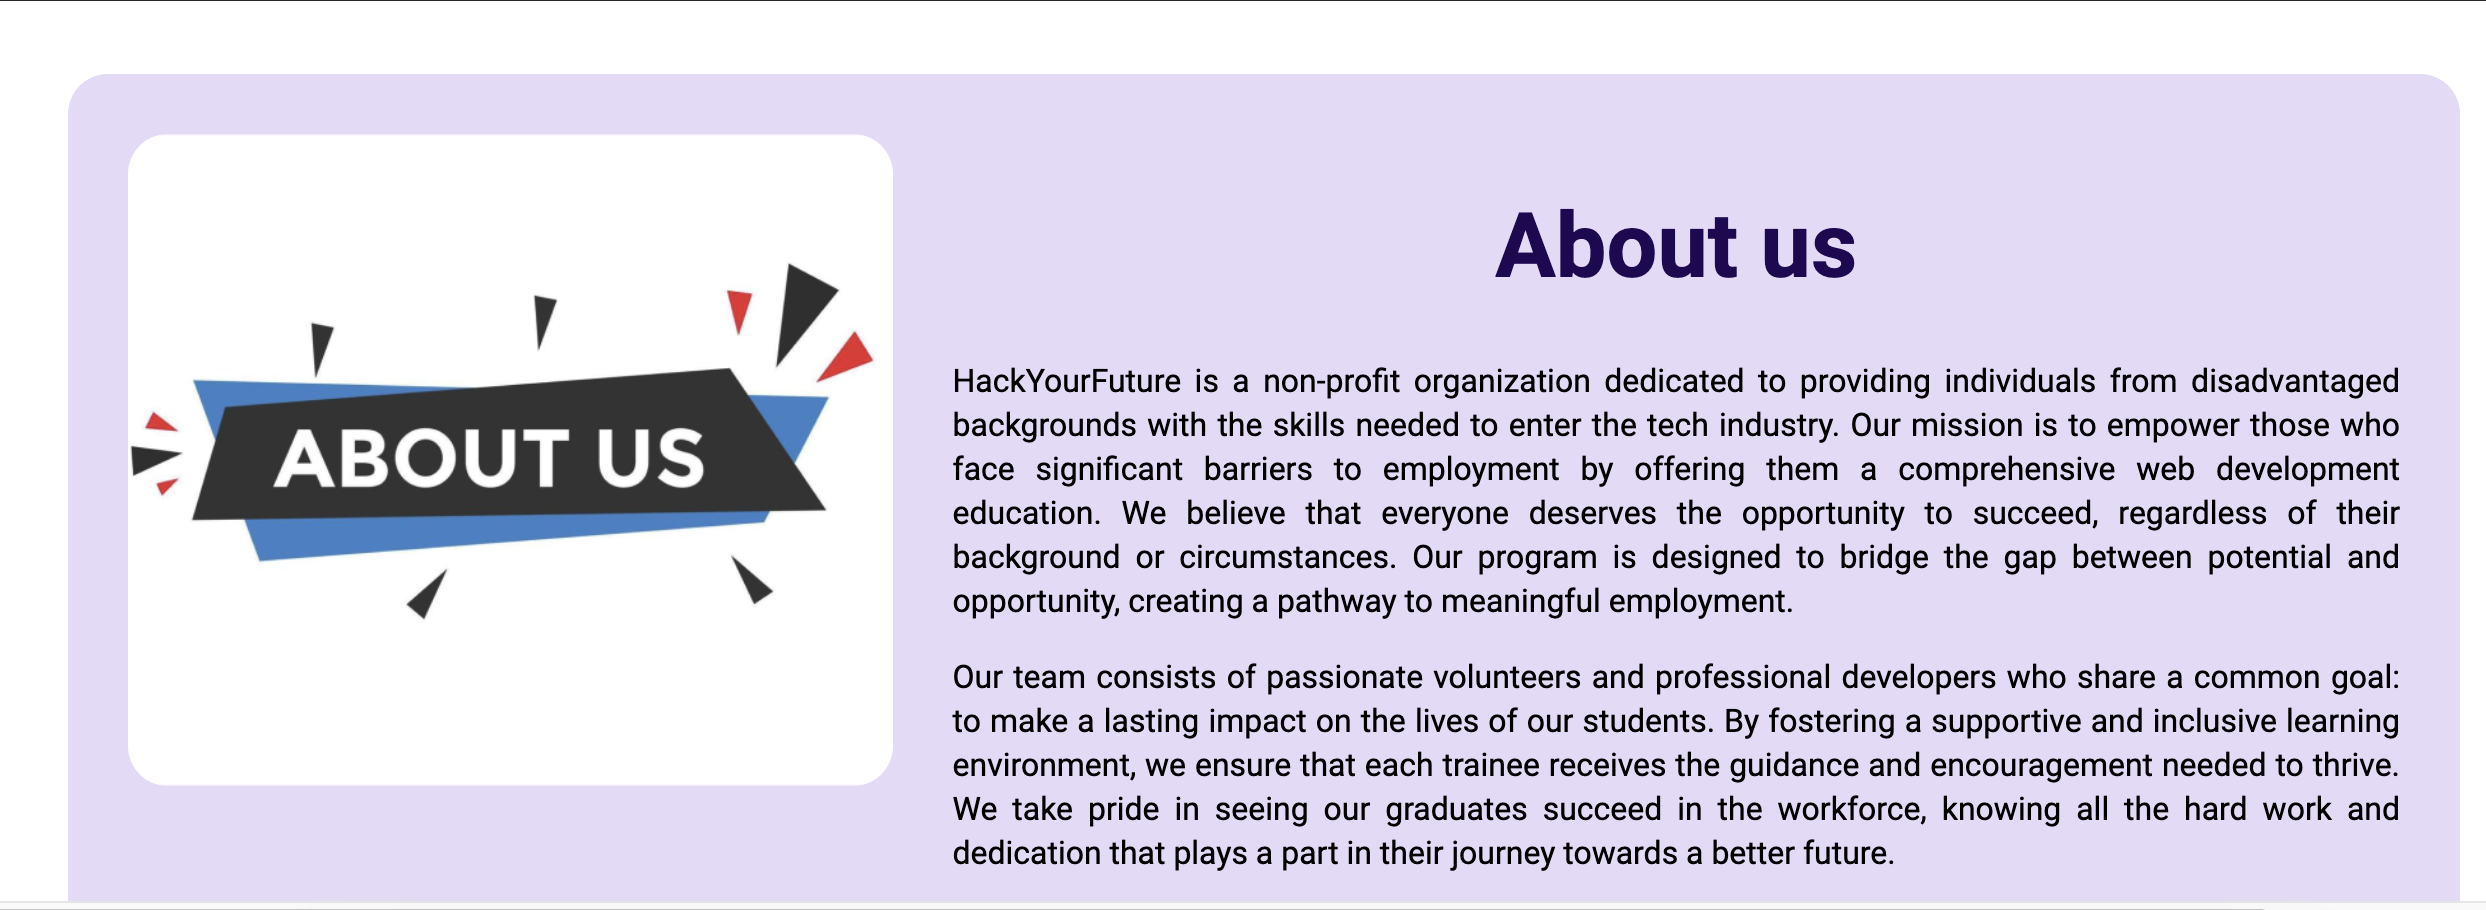 ABOUT US
About us
HackYourFuture is a non-profit organization dedicated to providing individuals from disadvantaged
backgrounds with the skills needed to enter the tech industry. Our mission is to empower those who
face significant barriers to employment by offering them a comprehensive web development
education. We believe that everyone deserves the opportunity to succeed, regardless of their
background or circumstances. Our program is designed to bridge the gap between potential and
opportunity, creating a pathway to meaningful employment.
Our team consists of passionate volunteers and professional developers who share a common goal:
to make a lasting impact on the lives of our students. By fostering a supportive and inclusive learning
environment, we ensure that each trainee receives the guidance and encouragement needed to thrive.
We take pride in seeing our graduates succeed in the workforce, knowing all the hard work and
dedication that plays a part in their journey towards a better future.